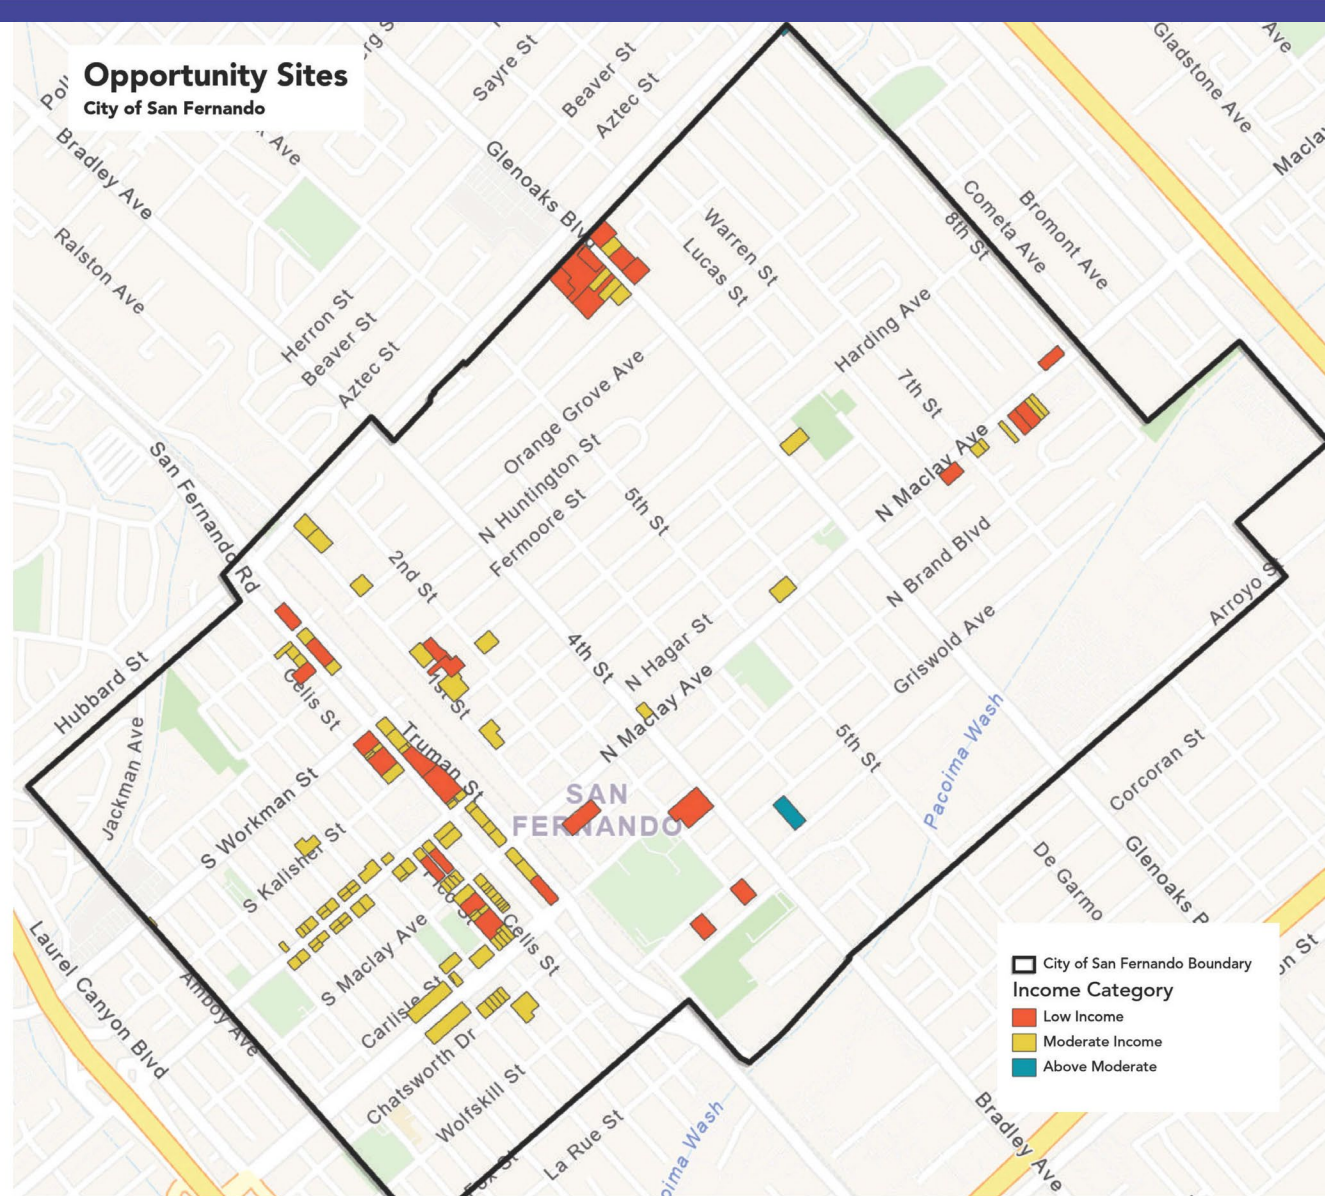 Opportunity Sites
City of San Fernando
Sayre St
Beaver St
Aztec St
Gladstone Ave
Ave
Bradley Ave
Ave
Glenoaks Blvd
Ralston Ave
Warren St
Lucas St
8th St
Cometa Ave
Bromont Ave
Herron St
Beaver St
Aztec St
Harding Ave
7th St
Orange Grove Ave
N Huntington St
Fermoore St
5th St
N Maclay Ave
San Fernando Rd
2nd St
N Brand Blvd
Arroyo St
4th St
N Hagar St
N Maclay Ave
Griswold Ave
Hubbard St
Celis St
1st St
Truman St
5th St
Pacoima Wash
Corcoran St
Jackman Ave
S Workman St
SAN
FERNANDO
S Kalisher St
Pico St
De Garmo
Glenoaks
S Maclay Ave
Celis St
Laurel Canyon Blvd
Amboy Ave
Carlisle St
Chatsworth Dr
Wolfskill St
La Rue St
Bradley Ave
City of San Fernando Boundary
Income Category
Low Income
Moderate Income
Above Moderate